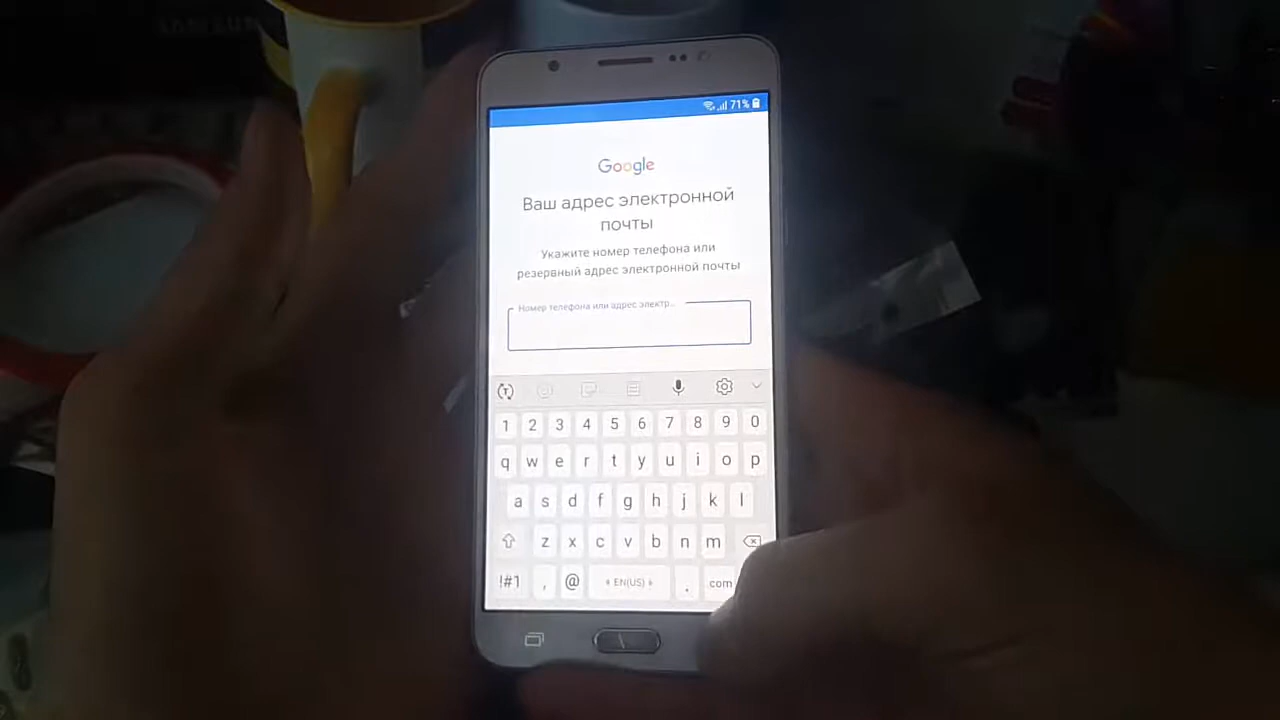 SAMSUNG
71%
Google
Ваш адрес электронной
почты
Укажите номер телефона или
резервный адрес электронной почты
Номер телефона или адрес электр...
1 2 3 4 5 6 7 8 9 0
q w e r t y u i o p
a s d f g h j k l
z x c v b n m
!#1 , @ EN(US) . com